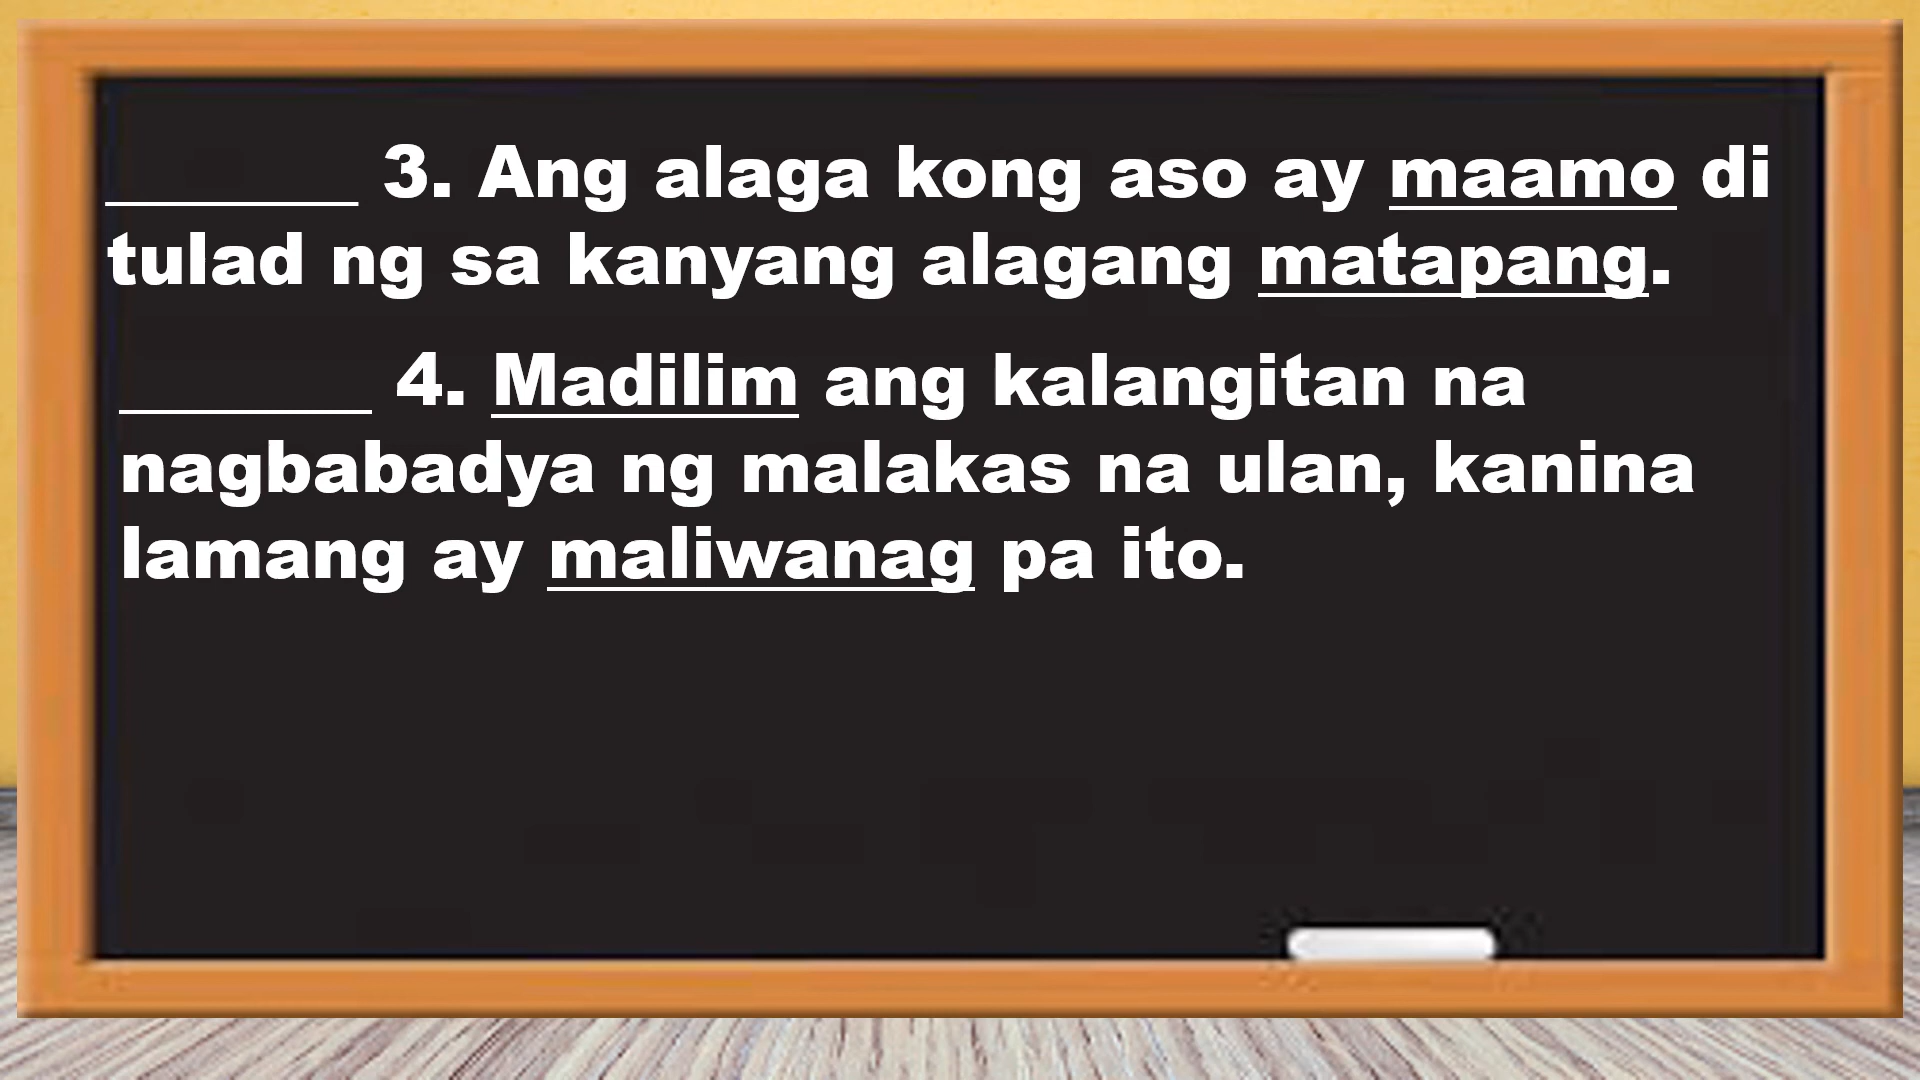 _______ 3. Ang alaga kong aso ay maamo di
tulad ng sa kanyang alagang matapang.
_______ 4. Madilim ang kalangitan na
nagbabadya ng malakas na ulan, kanina
lamang ay maliwanag pa ito.